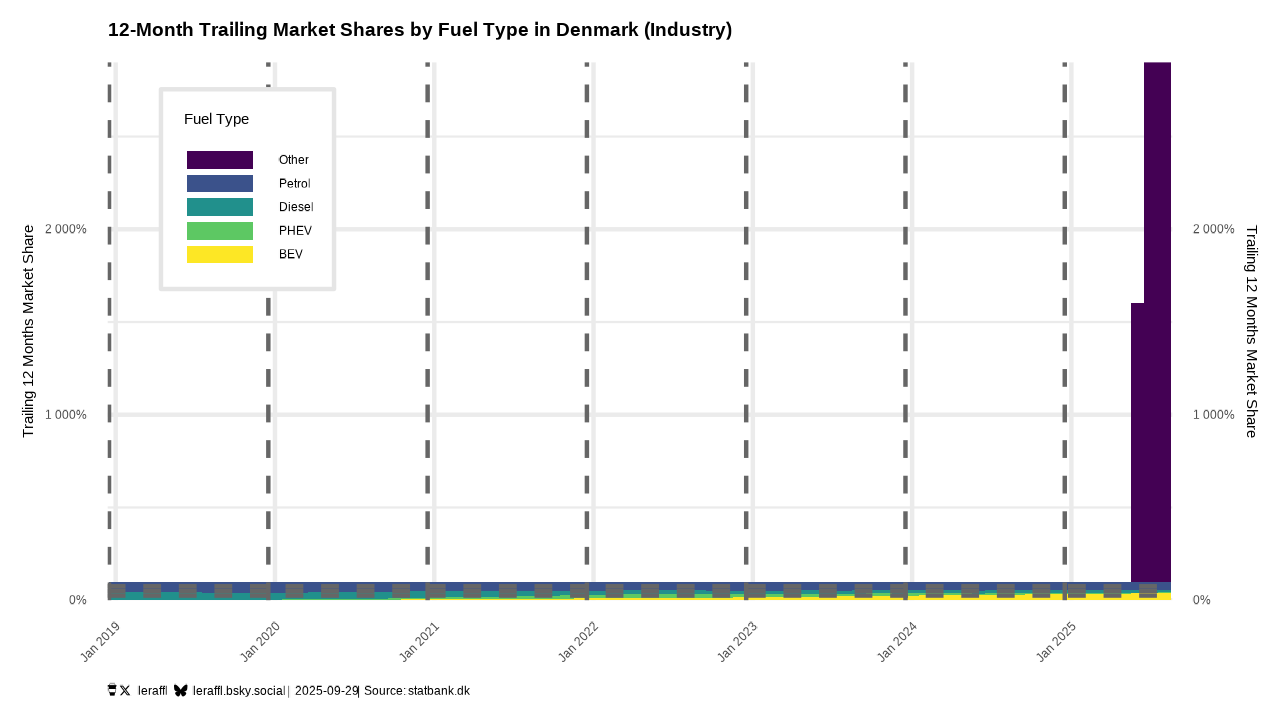 12-Month Trailing Market Shares by Fuel Type in Denmark (Industry)
Fuel Type
Other
Petrol
Diesel
PHEV
BEV
Trailing 12 Months Market Share
2 000%
1 000%
0%
2 000%
1 000%
0%
Trailing 12 Months Market Share
Jan 2019
Jan 2020
Jan 2021
Jan 2022
Jan 2023
Jan 2024
Jan 2025
leraffl leraffl.bsky.social | 2025-09-29 | Source: statbank.dk